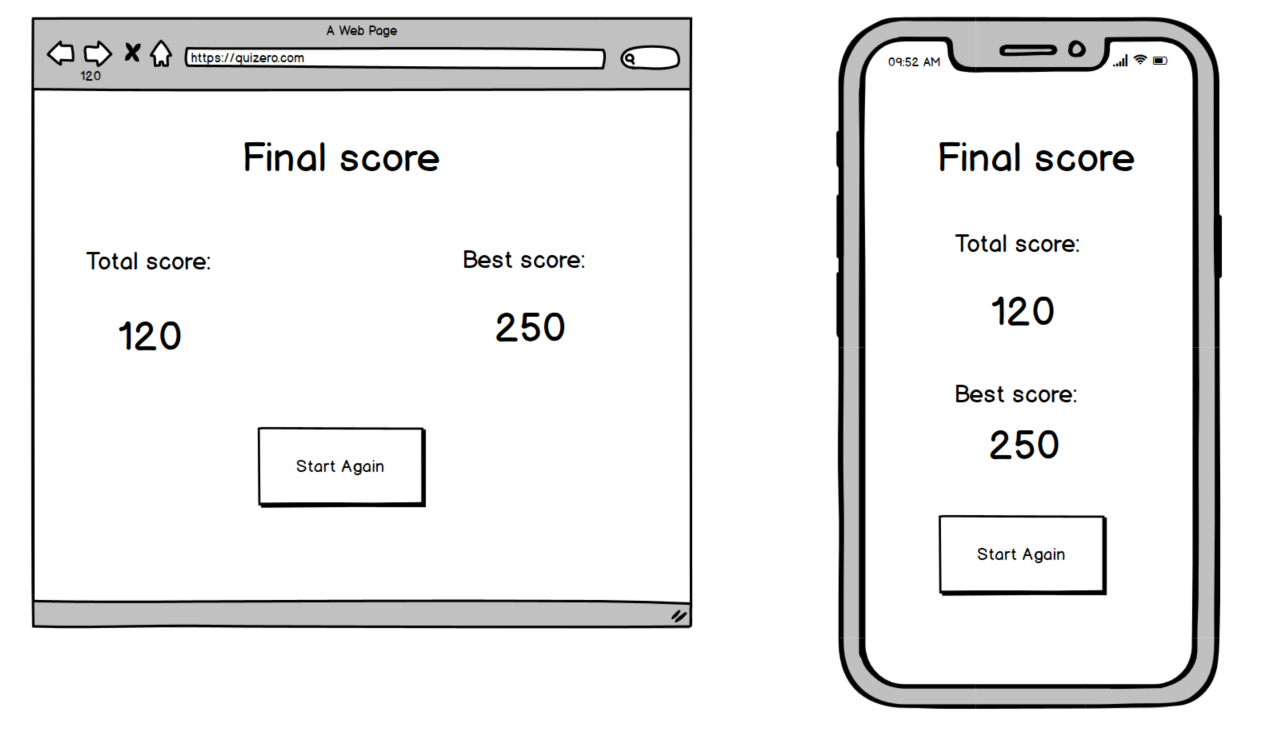 A Web Page
https://quizero.com
120
Final score
Total score:
Best score:
120
250
Start Again
09:52 AM
Final score
Total score:
120
Best score:
250
Start Again